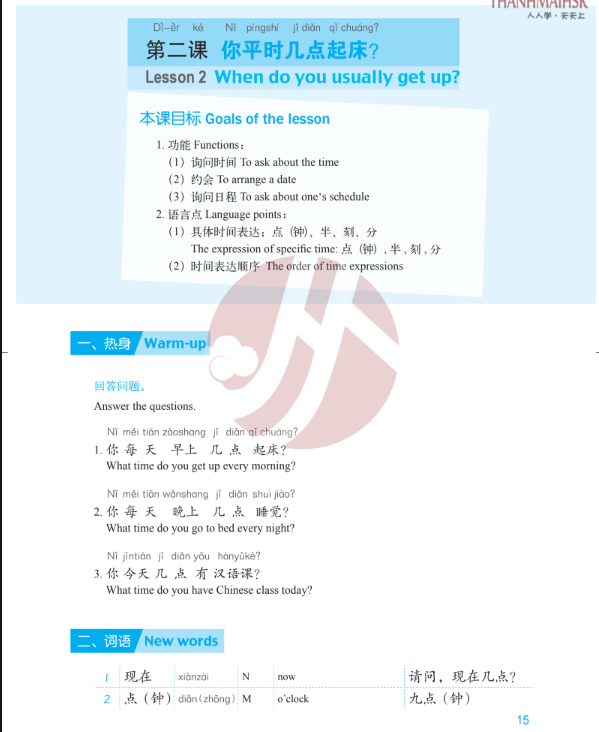 THANHMAIHSK
人人學·天天上
Dì-èr kè Nǐ píngshí jǐ diǎn qǐ chuáng?
第二课 你平时几点起床?
Lesson 2 When do you usually get up?
本课目标 Goals of the lesson
1. 功能 Functions:
(1) 询问时间 To ask about the time
(2) 约会 To arrange a date
(3) 询问日程 To ask about one's schedule
2. 语言点 Language points:
(1) 具体时间表达:点(钟)、半、刻、分
The expression of specific time: 点(钟), 半, 刻, 分
(2) 时间表达顺序 The order of time expressions
一、热身 Warm-up
回答问题。
Answer the questions.
Nǐ měi tiān zǎoshang jǐ diǎn qǐ chuáng?
1. 你 每 天 早上 几 点 起床?
What time do you get up every morning?
Nǐ měi tiān wǎnshang jǐ diǎn shuì jiào?
2. 你 每 天 晚上 几 点 睡觉?
What time do you go to bed every night?
Nǐ jīntiān jǐ diǎn yǒu hànyǔkè?
3. 你 今天 几 点 有 汉语课?
What time do you have Chinese class today?
二、词语 New words
1 现在 xiànzài N now 请问,现在几点?
2 点(钟) diǎn(zhōng) M o'clock 九点(钟)
15